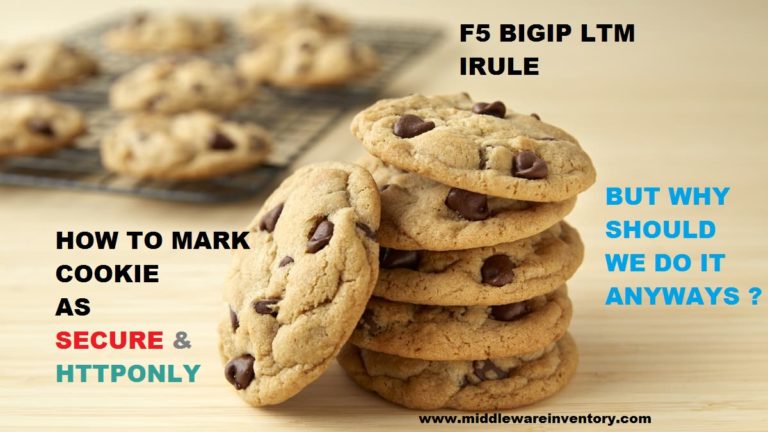 F5 BIGIP LTM
IRULE
HOW TO MARK
COOKIE
AS
SECURE &
HTTPONLY
BUT WHY
SHOULD
WE DO IT
ANYWAYS ?
www.middlewareinventory.com